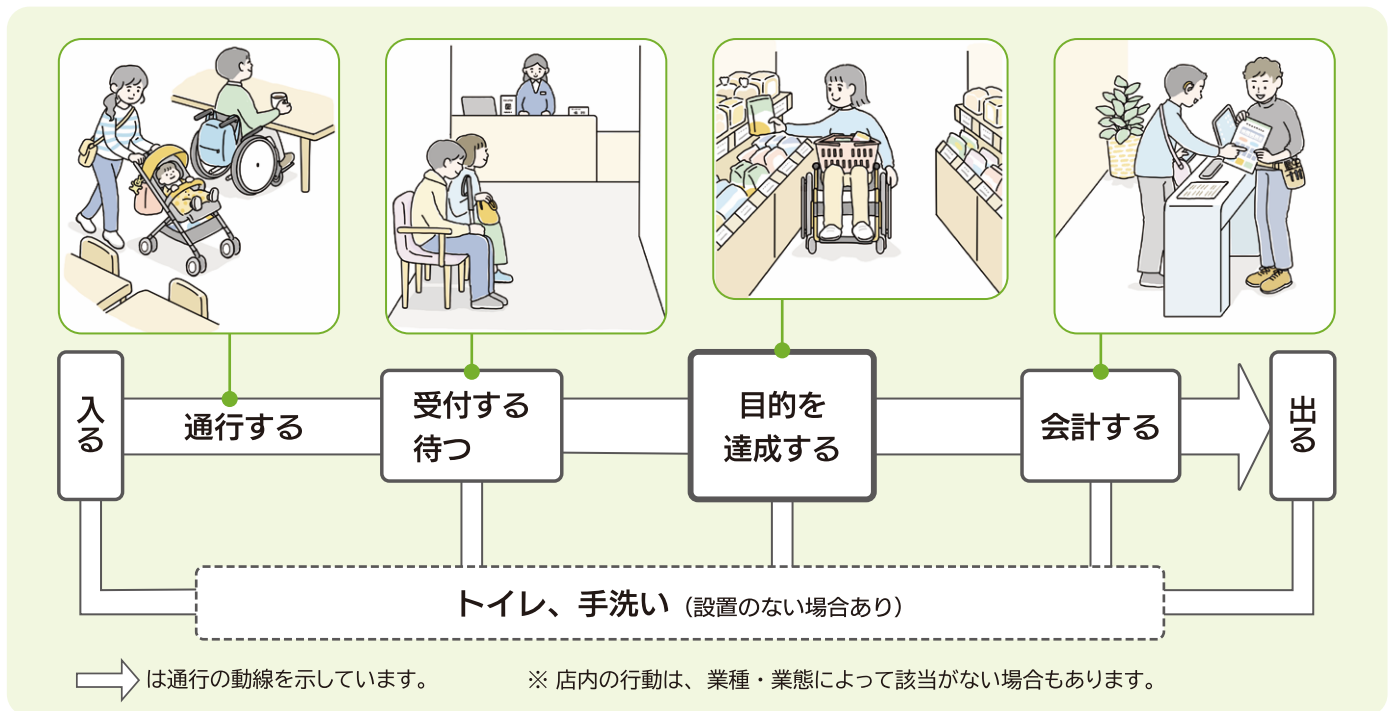 入る
通行する
受付する
待つ
目的を
達成する
会計する
出る
トイレ、手洗い（設置のない場合あり）
は通行の動線を示しています。
※ 店内の行動は、業種・業態によって該当がない場合もあります。